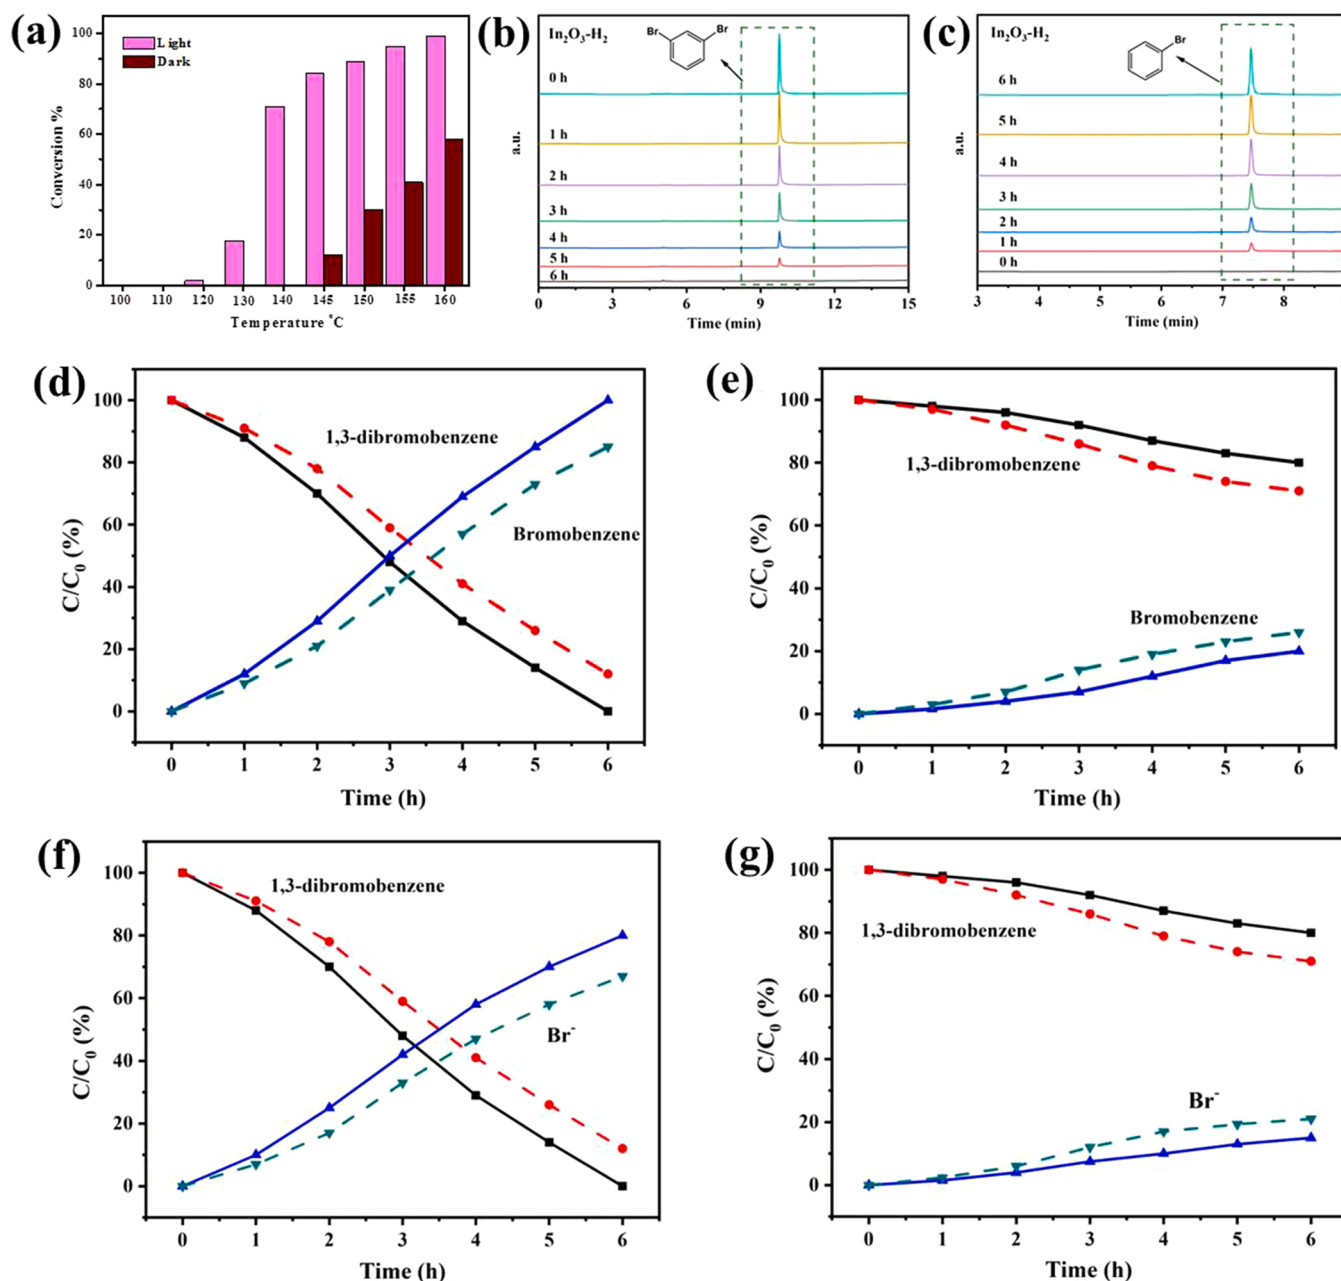 (a)
100
80
60
40
20
0
Conversion %
Light
Dark
100 110 120 130 140 145 150 155 160
Temperature °C
(b)
In₂O₃-H₂
Br Br
0 h
1 h
2 h
3 h
4 h
5 h
6 h
a.u.
0 3 6 9 12 15
Time (min)
(c)
In₂O₃-H₂
Br
6 h
5 h
4 h
3 h
2 h
1 h
0 h
a.u.
3 4 5 6 7 8
Time (min)
(d)
100
80
60
40
20
0
C/C₀ (%)
1,3-dibromobenzene
Bromobenzene
0 1 2 3 4 5 6
Time (h)
(e)
100
80
60
40
20
0
C/C₀ (%)
1,3-dibromobenzene
Bromobenzene
0 1 2 3 4 5 6
Time (h)
(f)
100
80
60
40
20
0
C/C₀ (%)
1,3-dibromobenzene
Br⁻
0 1 2 3 4 5 6
Time (h)
(g)
100
80
60
40
20
0
C/C₀ (%)
1,3-dibromobenzene
Br⁻
0 1 2 3 4 5 6
Time (h)